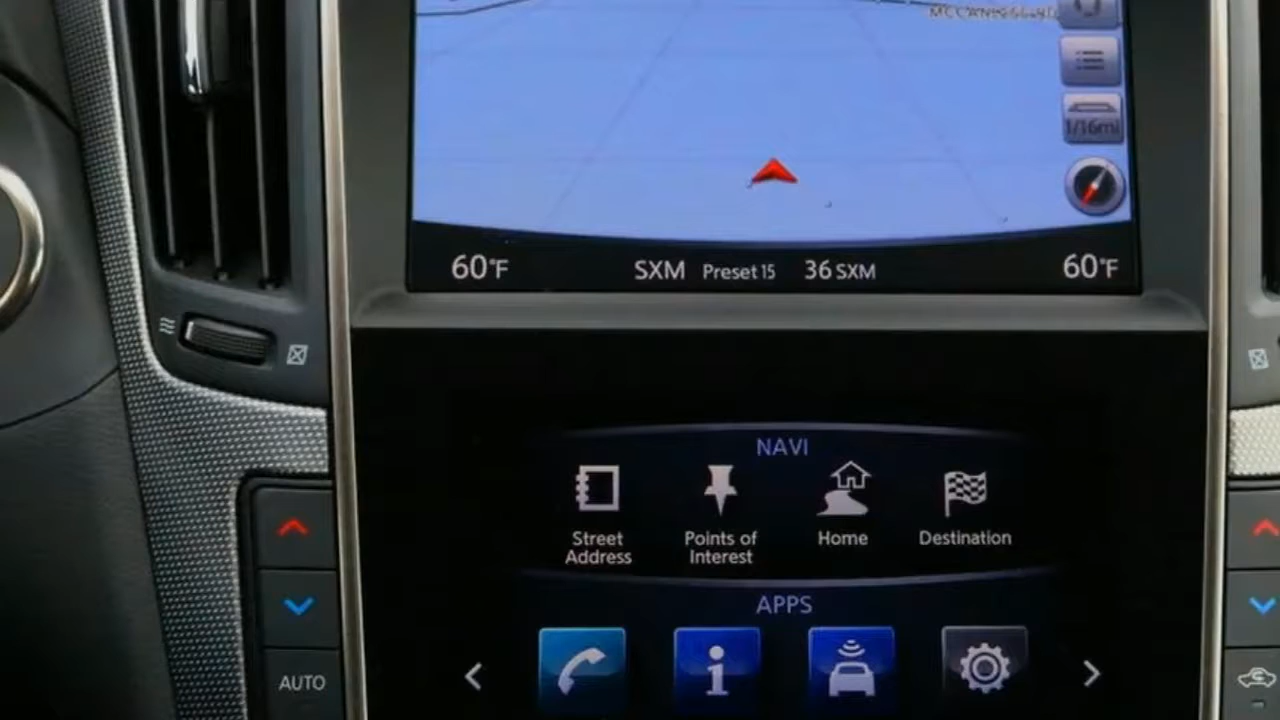 1/16mi
60°F
SXM Preset 15 36 SXM
60°F
NAVI
Street
Address
Points of
Interest
Home
Destination
APPS
AUTO